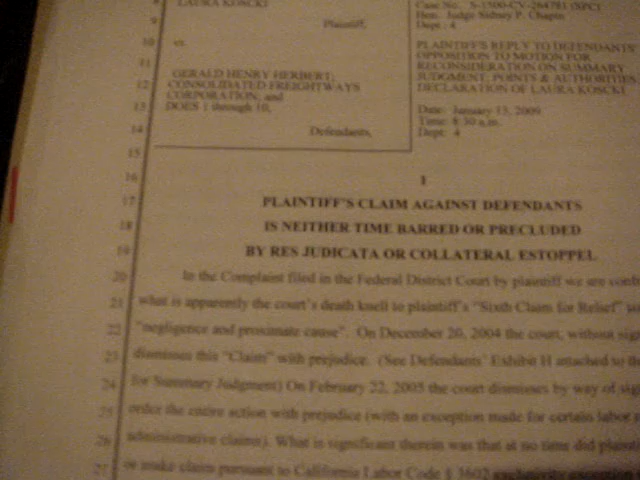 LAURA KOSCKI
Case No. S-1500-CV-264781 (SPC)
Hon. Judge Sidney P. Chapin
Dept: 4
9
Plaintiff,
10 vs.
PLAINTIFF'S REPLY TO DEFENDANTS'
OPPOSITION TO MOTION FOR
RECONSIDERATION ON SUMMARY
JUDGMENT, POINTS & AUTHORITIES
DECLARATION OF LAURA KOSCKI
11
GERALD HENRY HERBERT;
12 CONSOLIDATED FREIGHTWAYS
CORPORATION; and
13 DOES 1 through 10,
Date: January 13, 2009
Time: 8:30 a.m.
Dept: 4
14 Defendants,
15
16 I
17 PLAINTIFF'S CLAIM AGAINST DEFENDANTS
18 IS NEITHER TIME BARRED OR PRECLUDED
19 BY RES JUDICATA OR COLLATERAL ESTOPPEL
20 In the Complaint filed in the Federal District Court by plaintiff we are
21 what is apparently the court's death knell to plaintiff's "Sixth Claim for Relief"
22 "negligence and proximate cause". On December 20, 2004 the court, without
23 dismisses this "Claim" with prejudice. (See Defendants' Exhibit H attached to
24 for Summary Judgment) On February 22, 2005 the court dismisses by way of
25 order the entire action with prejudice (with an exception made for certain labor
26 administrative claims). What is significant therein was that at no time did
27 or make claim pursuant to California Labor Code § 3602 exclusivity exception